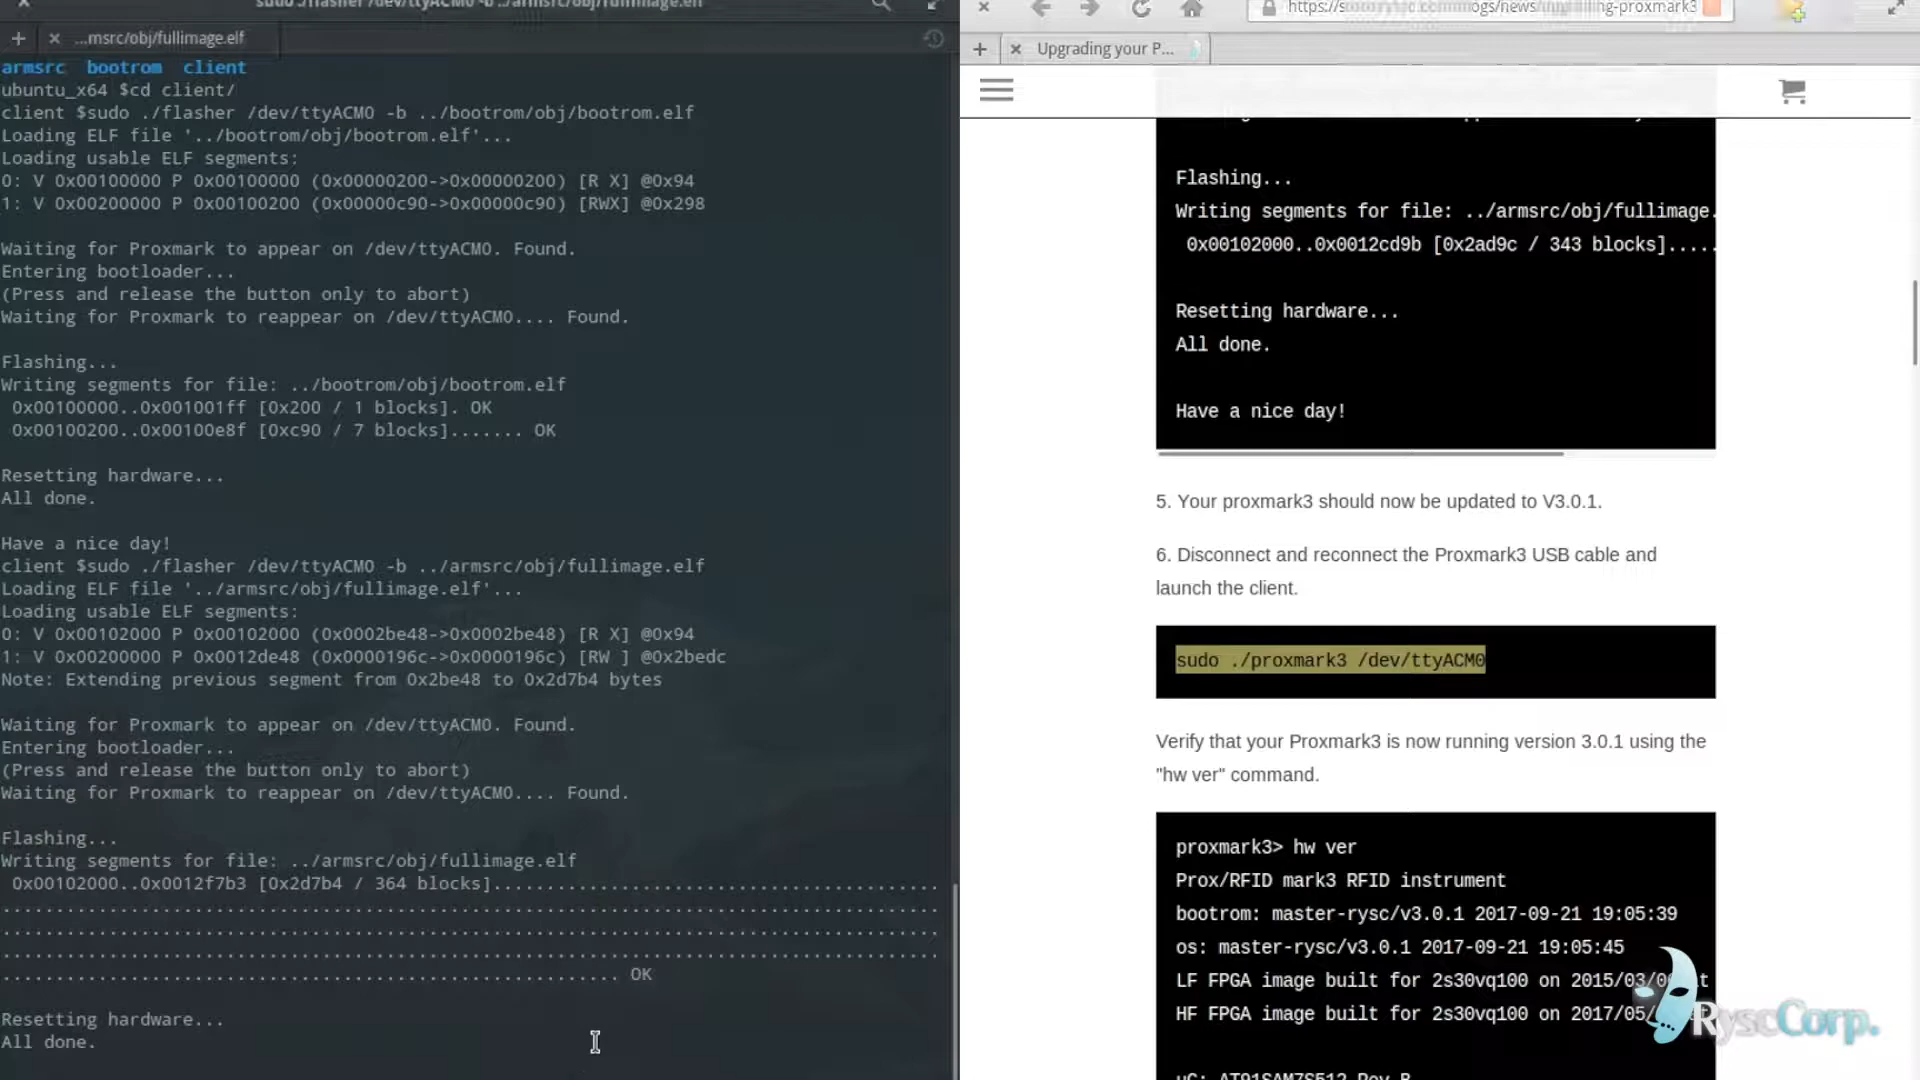 ...msrc/obj/fullimage.elf
armsrc bootrom client
ubuntu_x64 $cd client/
client $sudo ./flasher /dev/ttyACM0 -b ../bootrom/obj/bootrom.elf
Loading ELF file '../bootrom/obj/bootrom.elf'...
Loading usable ELF segments:
0: V 0x00100000 P 0x00100000 (0x00000200->0x00000200) [R X] @0x94
1: V 0x00200000 P 0x00100200 (0x00000c90->0x00000c90) [RWX] @0x298
Waiting for Proxmark to appear on /dev/ttyACM0. Found.
Entering bootloader...
(Press and release the button only to abort)
Waiting for Proxmark to reappear on /dev/ttyACM0.... Found.
Flashing...
Writing segments for file: ../bootrom/obj/bootrom.elf
0x00100000..0x001001ff [0x200 / 1 blocks]. OK
0x00100200..0x00100e8f [0xc90 / 7 blocks]....... OK
Resetting hardware...
All done.
Have a nice day!
client $sudo ./flasher /dev/ttyACM0 -b ../armsrc/obj/fullimage.elf
Loading ELF file '../armsrc/obj/fullimage.elf'...
Loading usable ELF segments:
0: V 0x00102000 P 0x00102000 (0x0002be48->0x0002be48) [R X] @0x94
1: V 0x00200000 P 0x0012de48 (0x0000196c->0x0000196c) [RW ] @0x2bedc
Note: Extending previous segment from 0x2be48 to 0x2d7b4 bytes
Waiting for Proxmark to appear on /dev/ttyACM0. Found.
Entering bootloader...
(Press and release the button only to abort)
Waiting for Proxmark to reappear on /dev/ttyACM0.... Found.
Flashing...
Writing segments for file: ../armsrc/obj/fullimage.elf
0x00102000..0x0012f7b3 [0x2d7b4 / 364 blocks]..........................................
OK
Resetting hardware...
All done.
Upgrading your P...
Flashing...
Writing segments for file: ../armsrc/obj/fullimage.
0x00102000..0x0012cd9b [0x2ad9c / 343 blocks].....
Resetting hardware...
All done.
Have a nice day!
5. Your proxmark3 should now be updated to V3.0.1.
6. Disconnect and reconnect the Proxmark3 USB cable and
launch the client.
sudo ./proxmark3 /dev/ttyACM0
Verify that your Proxmark3 is now running version 3.0.1 using the
"hw ver" command.
proxmark3> hw ver
Prox/RFID mark3 RFID instrument
bootrom: master-rysc/v3.0.1 2017-09-21 19:05:39
os: master-rysc/v3.0.1 2017-09-21 19:05:45
LF FPGA image built for 2s30vq100 on 2015/03/0
HF FPGA image built for 2s30vq100 on 2017/05/
uC: AT91SAM7S512 Rev B
RyscCorp.